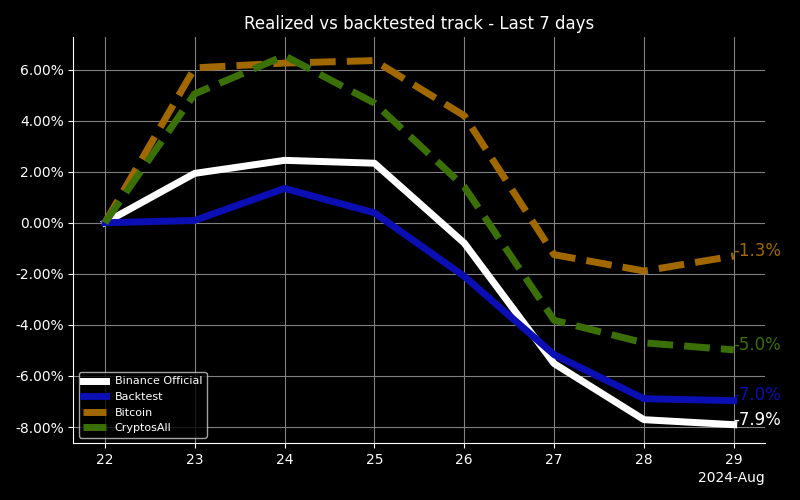 Realized vs backtested track - Last 7 days
6.00%
4.00%
2.00%
0.00%
-2.00%
-4.00%
-6.00%
-8.00%
-1.3%
-5.0%
-7.0%
-7.9%
Binance Official
Backtest
Bitcoin
CryptosAll
22 23 24 25 26 27 28 29
2024-Aug